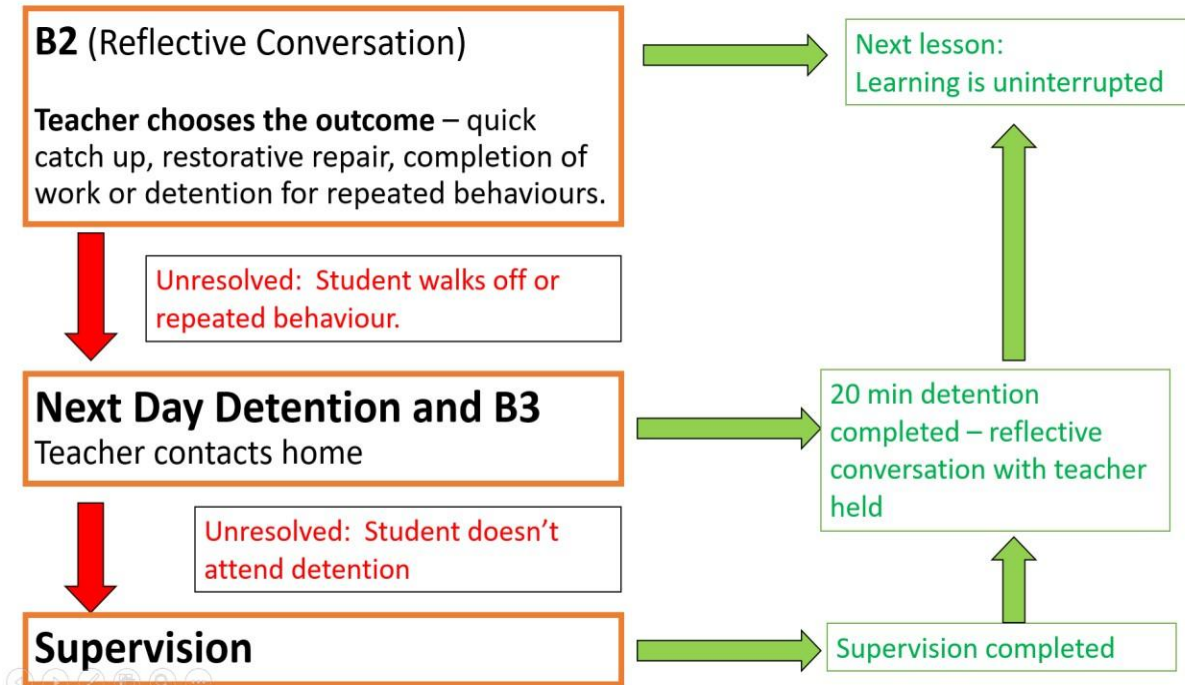 B2 (Reflective Conversation)
Teacher chooses the outcome – quick
catch up, restorative repair, completion of
work or detention for repeated behaviours.
Next lesson:
Learning is uninterrupted
Unresolved:  Student walks off or
repeated behaviour.
Next Day Detention and B3
Teacher contacts home
20 min detention
completed – reflective
conversation with teacher
held
Unresolved:  Student doesn’t
attend detention
Supervision
Supervision completed